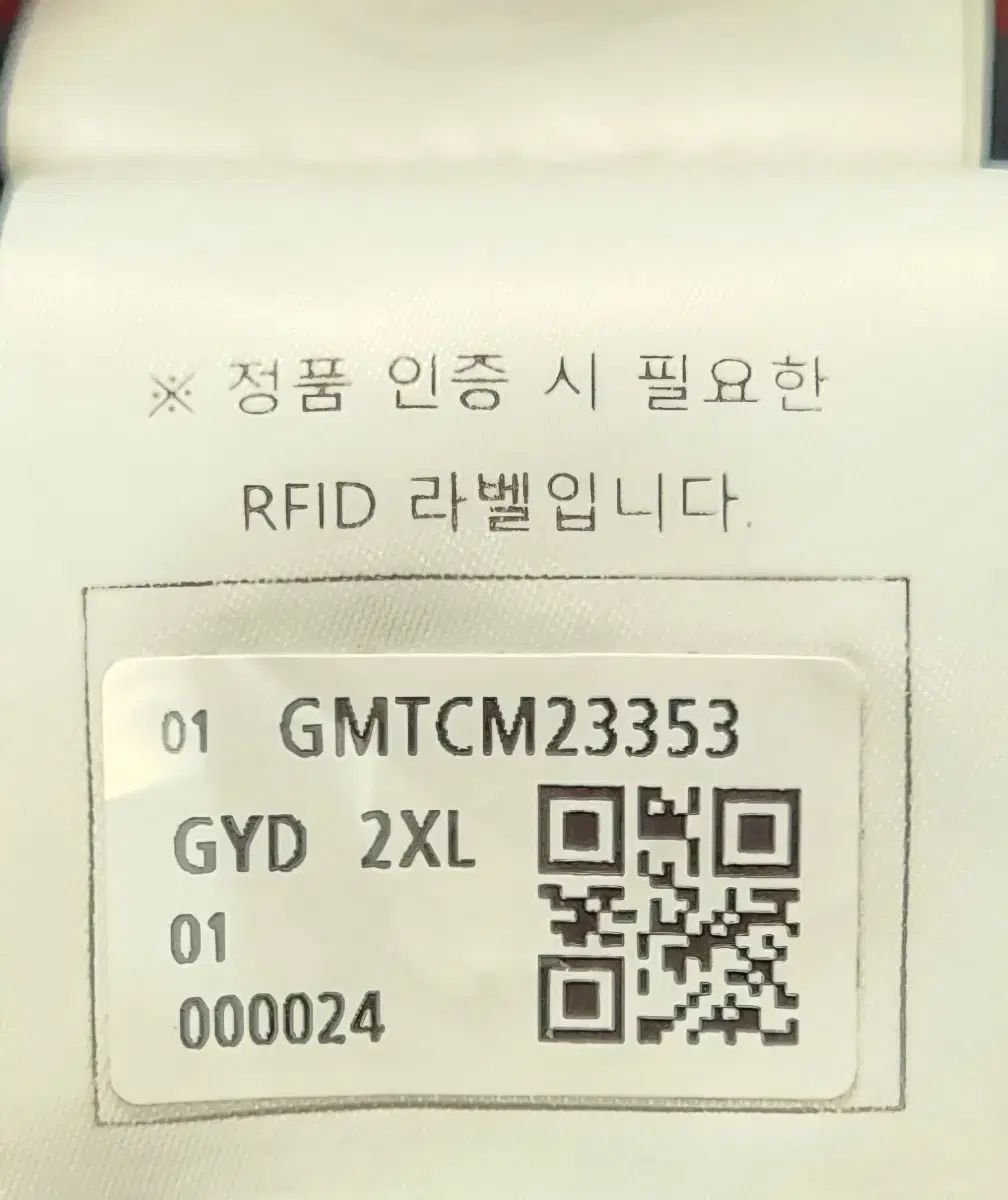 ※ 정품 인증 시 필요한
RFID 라벨입니다.
01 GMTCM23353
GYD 2XL
01
000024